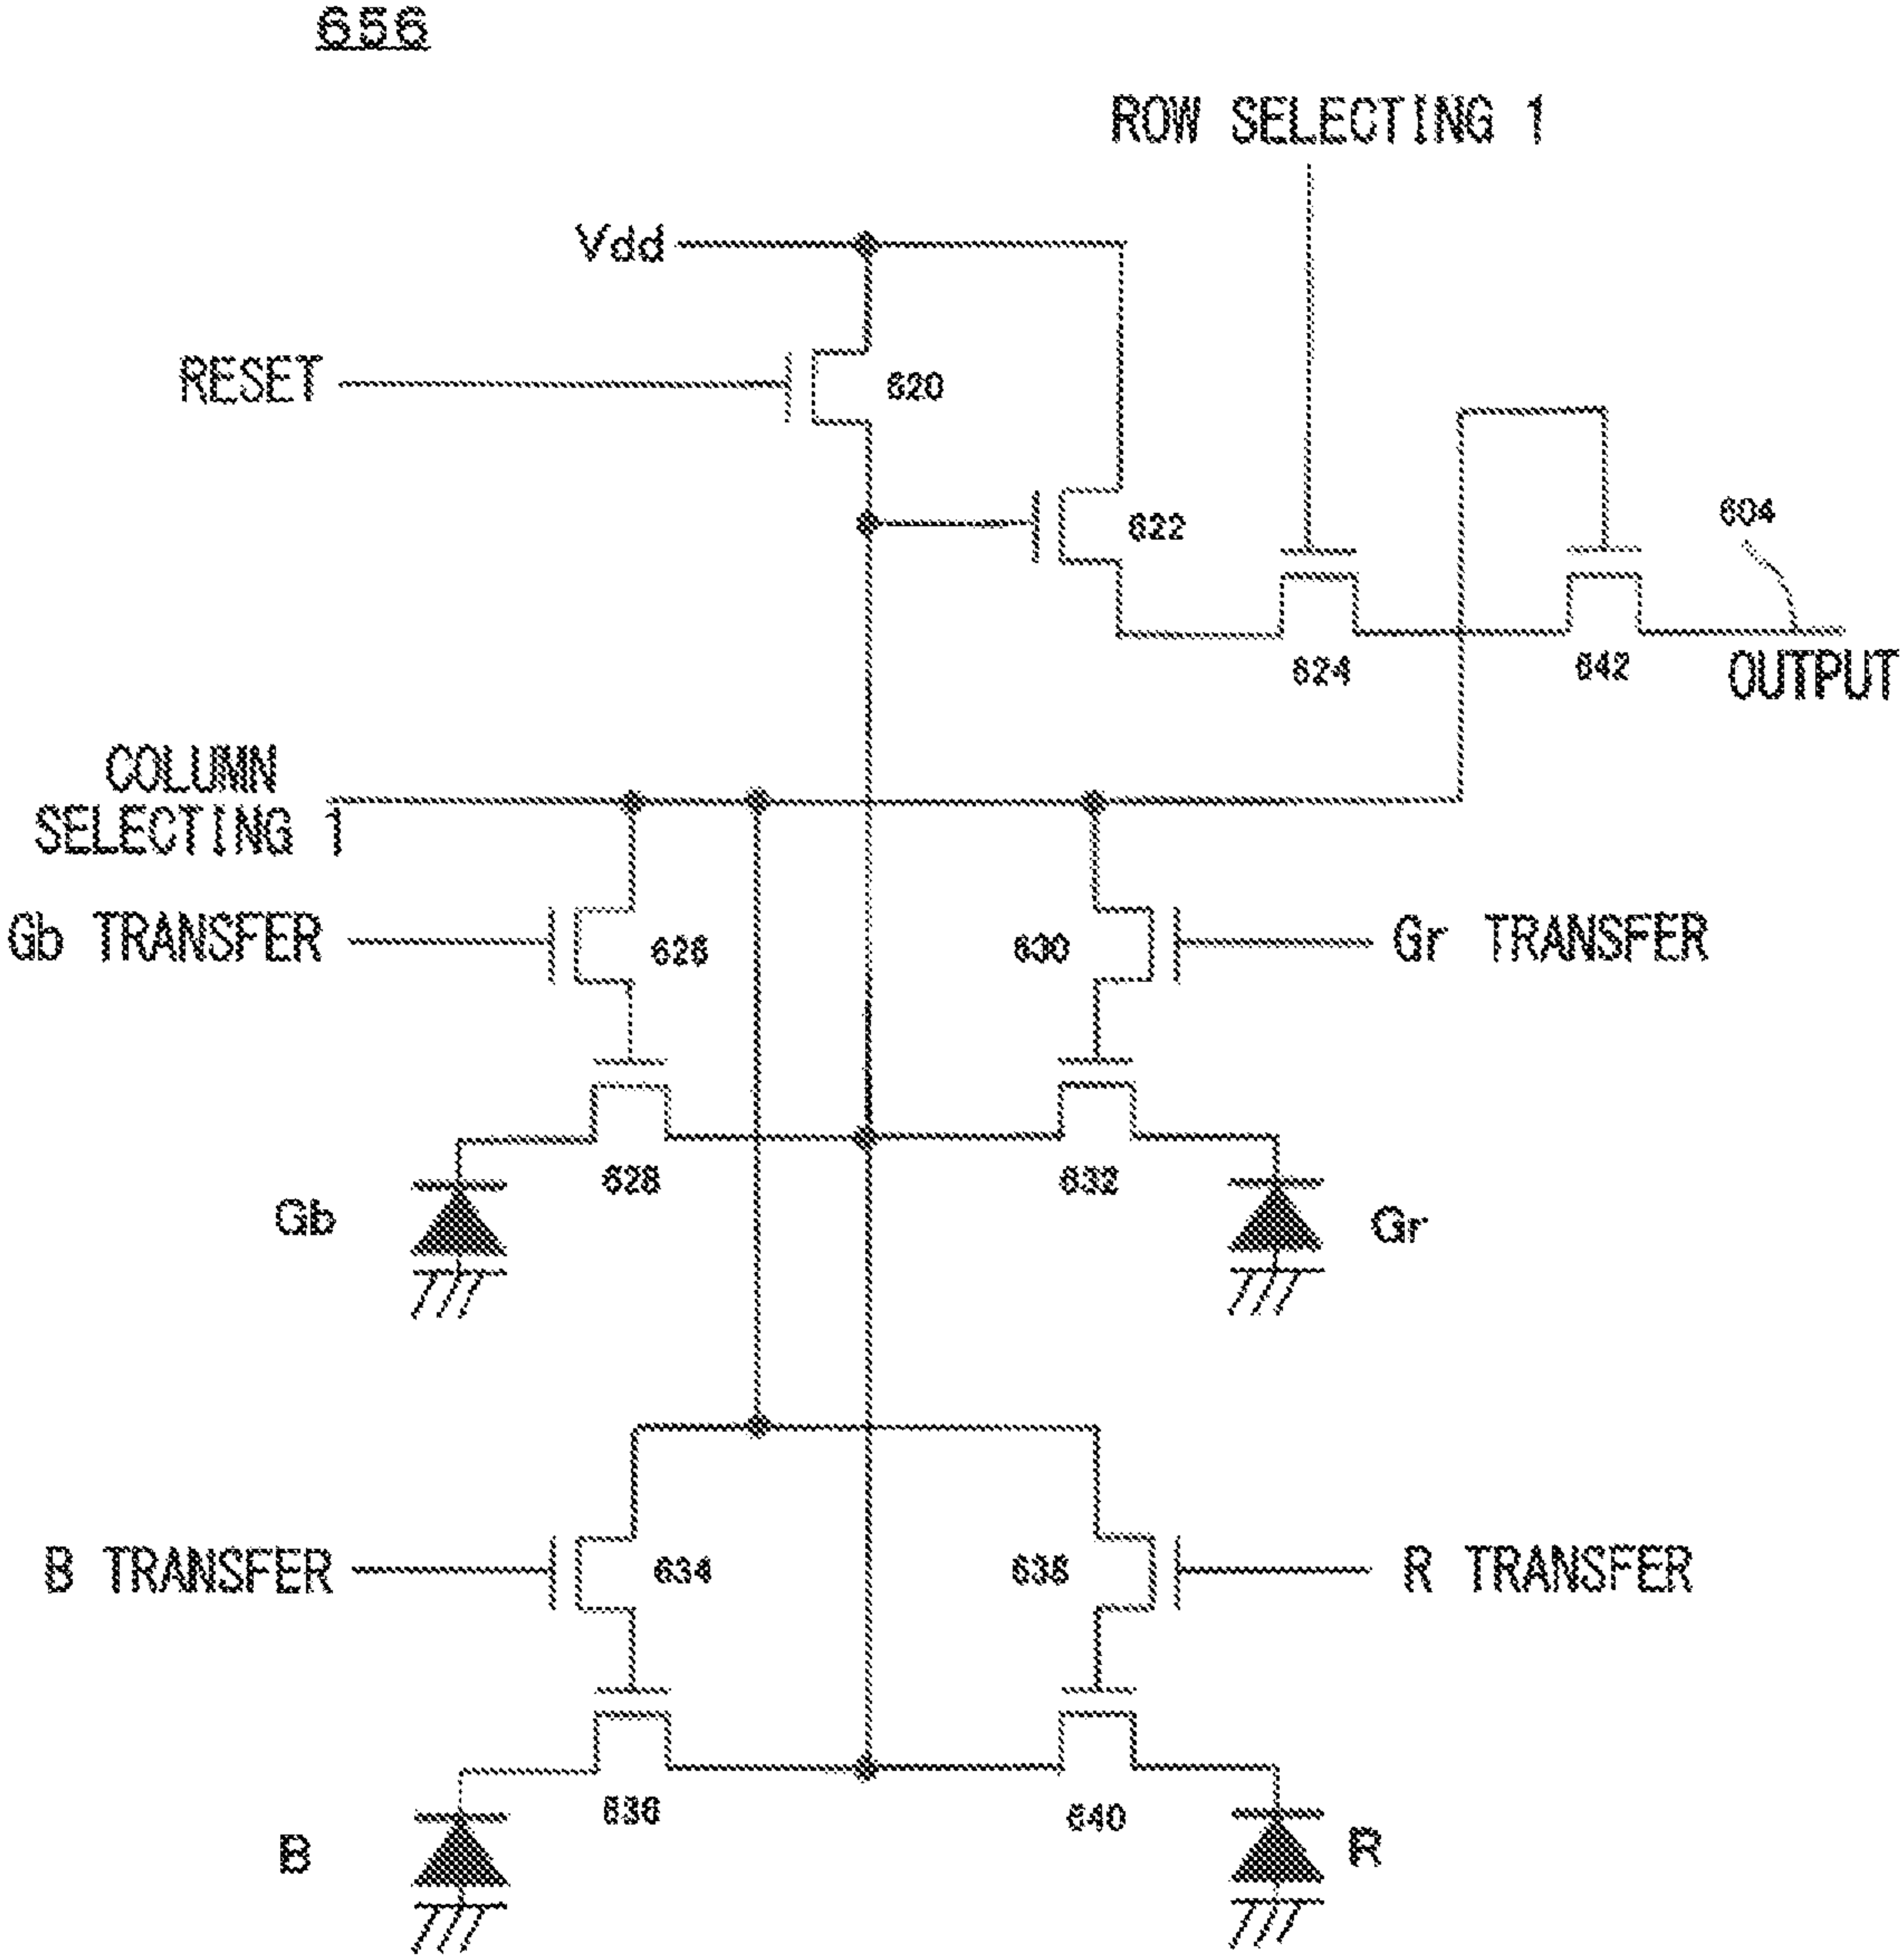 656
ROW SELECTING 1
Vdd
RESET
620
622
604
624
642
OUTPUT
COLUMN
SELECTING 1
Gb TRANSFER
626
630
Gr TRANSFER
628
632
Gb
Gr
B TRANSFER
634
638
R TRANSFER
636
640
B
R